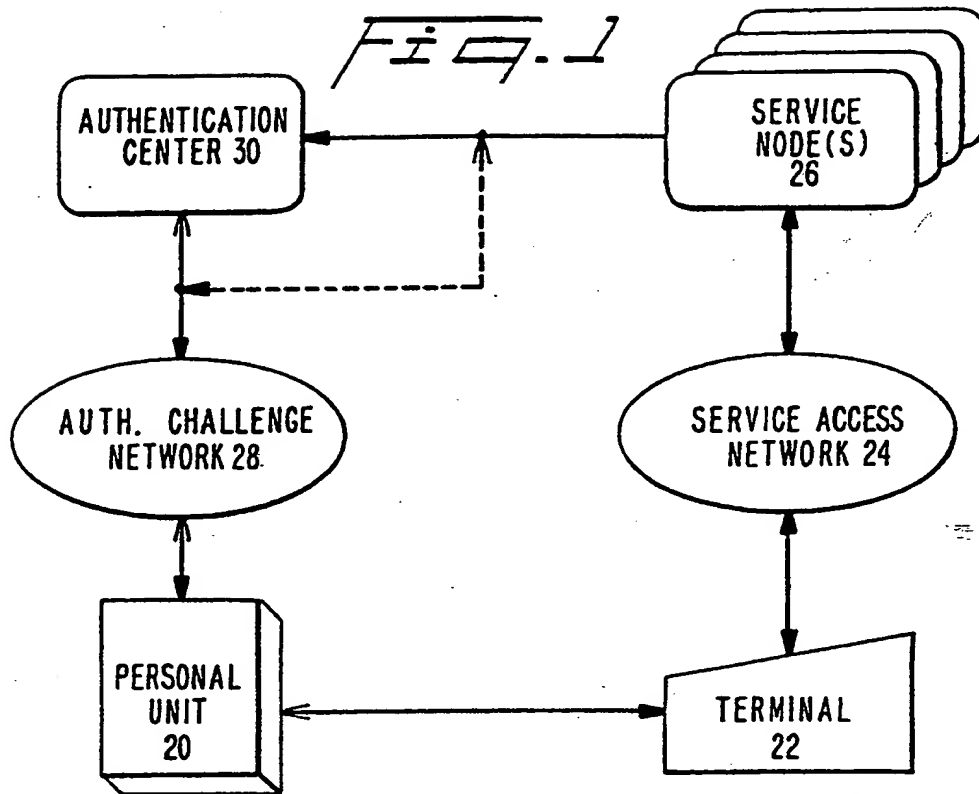 Fig. 1
AUTHENTICATION
CENTER 30
SERVICE
NODE(S)
26
AUTH. CHALLENGE
NETWORK 28
SERVICE ACCESS
NETWORK 24
PERSONAL
UNIT
20
TERMINAL
22